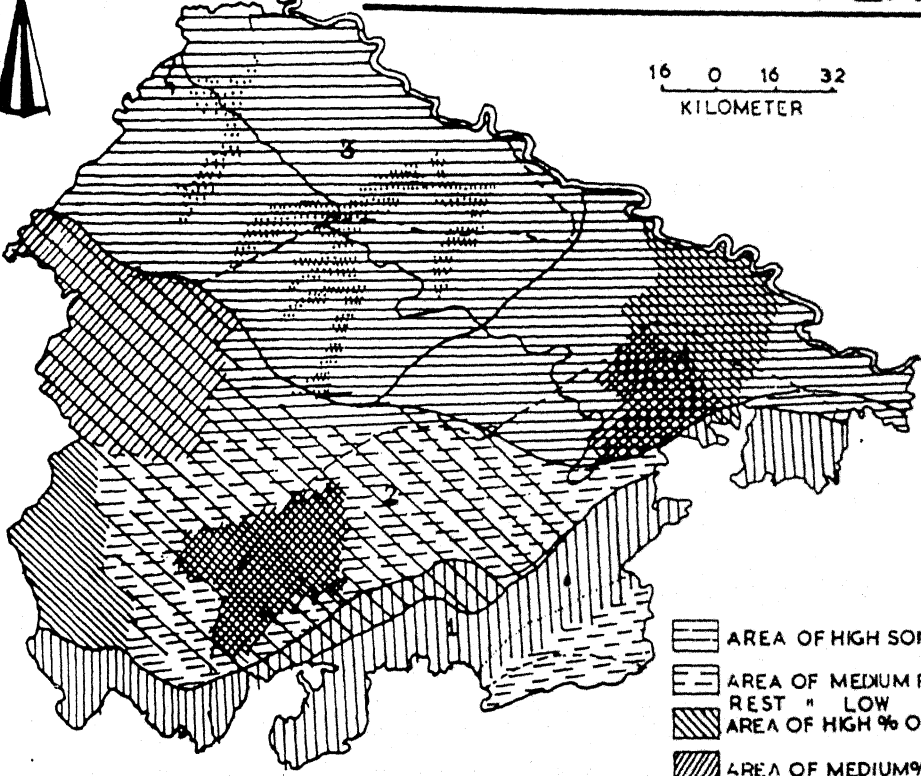 16 0 16 32
KILOMETER
3
2
1
AREA OF HIGH
AREA OF MEDIUM
REST " LOW
AREA OF HIGH %
AREA OF MEDIUM %